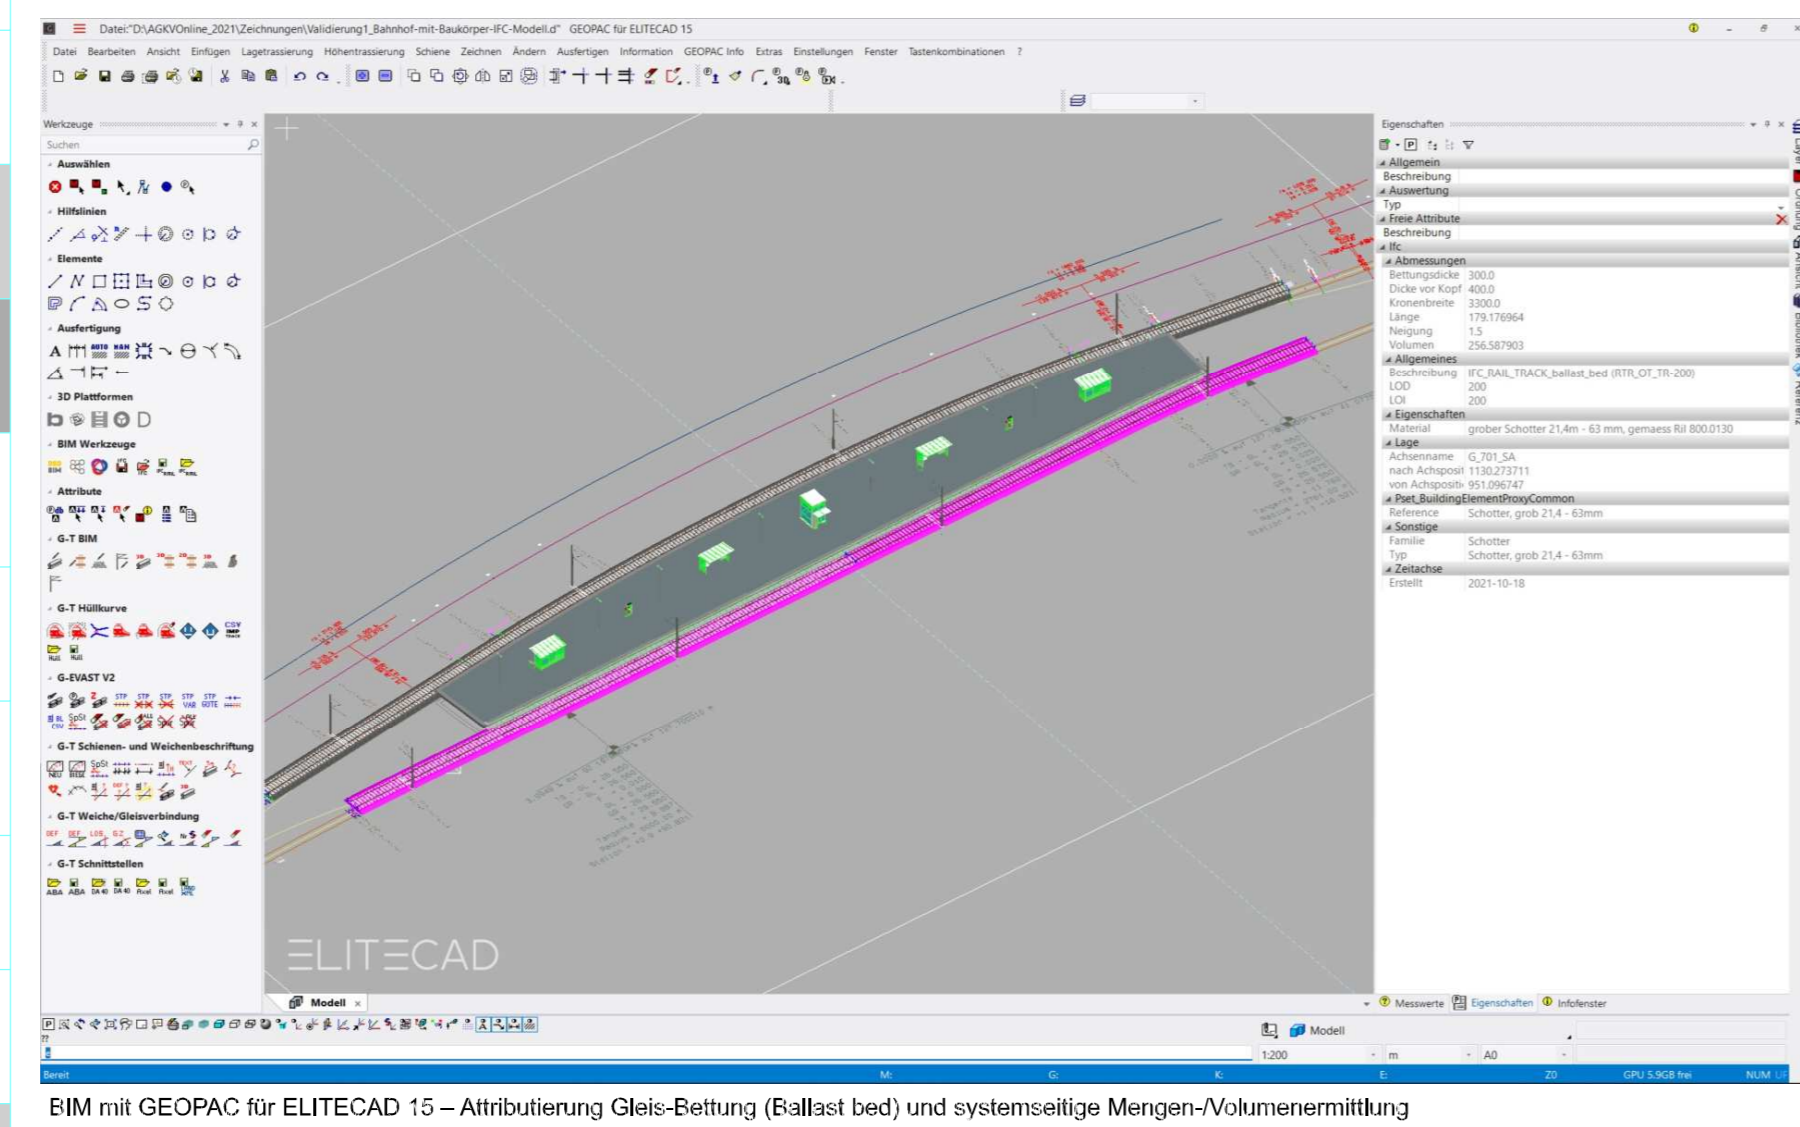 Datei:"D:\AGKVOnline_2021\Zeichnungen\Validierung1_Bahnhof-mit-Baukörper-IFC-Modell.d" GEOPAC für ELITECAD 15
Datei Bearbeiten Ansicht Einfügen Lagetrassierung Höhentrassierung Schiene Zeichnen Ändern Ausfertigen Information GEOPAC Info Extras Einstellungen Fenster Tastenkombinationen ?
Werkzeuge
Suchen
Auswählen
Hilfslinien
Elemente
Ausfertigung
3D Plattformen
BIM Werkzeuge
Attribute
G-T BIM
G-T Hüllkurve
G-EVAST V2
G-T Schienen- und Weichenbeschriftung
G-T Weiche/Gleisverbindung
G-T Schnittstellen
ELITECAD
Modell
Eigenschaften
Allgemein
Beschreibung
Auswertung
Typ
Freie Attribute
Beschreibung
Ifc
Abmessungen
Bettungsdicke 300.0
Dicke vor Kopf 400.0
Kronenbreite 3300.0
Länge 179.176964
Neigung 1.5
Volumen 256.587903
Allgemeines
Beschreibung IFC_RAIL_TRACK_ballast_bed (RTR_OT_TR-200)
LOD 200
LOI 200
Eigenschaften
Material grober Schotter 21,4m - 63 mm, gemaess Ril 800.0130
Lage
Achsenname G_701_SA
nach Achsposit 1130.273711
von Achspositi 951.096747
Pset_BuildingElementProxyCommon
Reference Schotter, grob 21,4 - 63mm
Sonstige
Familie Schotter
Typ Schotter, grob 21,4 - 63mm
Zeitachse
Erstellt 2021-10-18
Messwerte Eigenschaften Infofenster
Modell
1:200 m A0
Bereit M: G: K: E: Z0 GPU 5.9GB frei NUM UF
BIM mit GEOPAC für ELITECAD 15 – Attributierung Gleis-Bettung (Ballast bed) und systemseitige Mengen-/Volumenermittlung